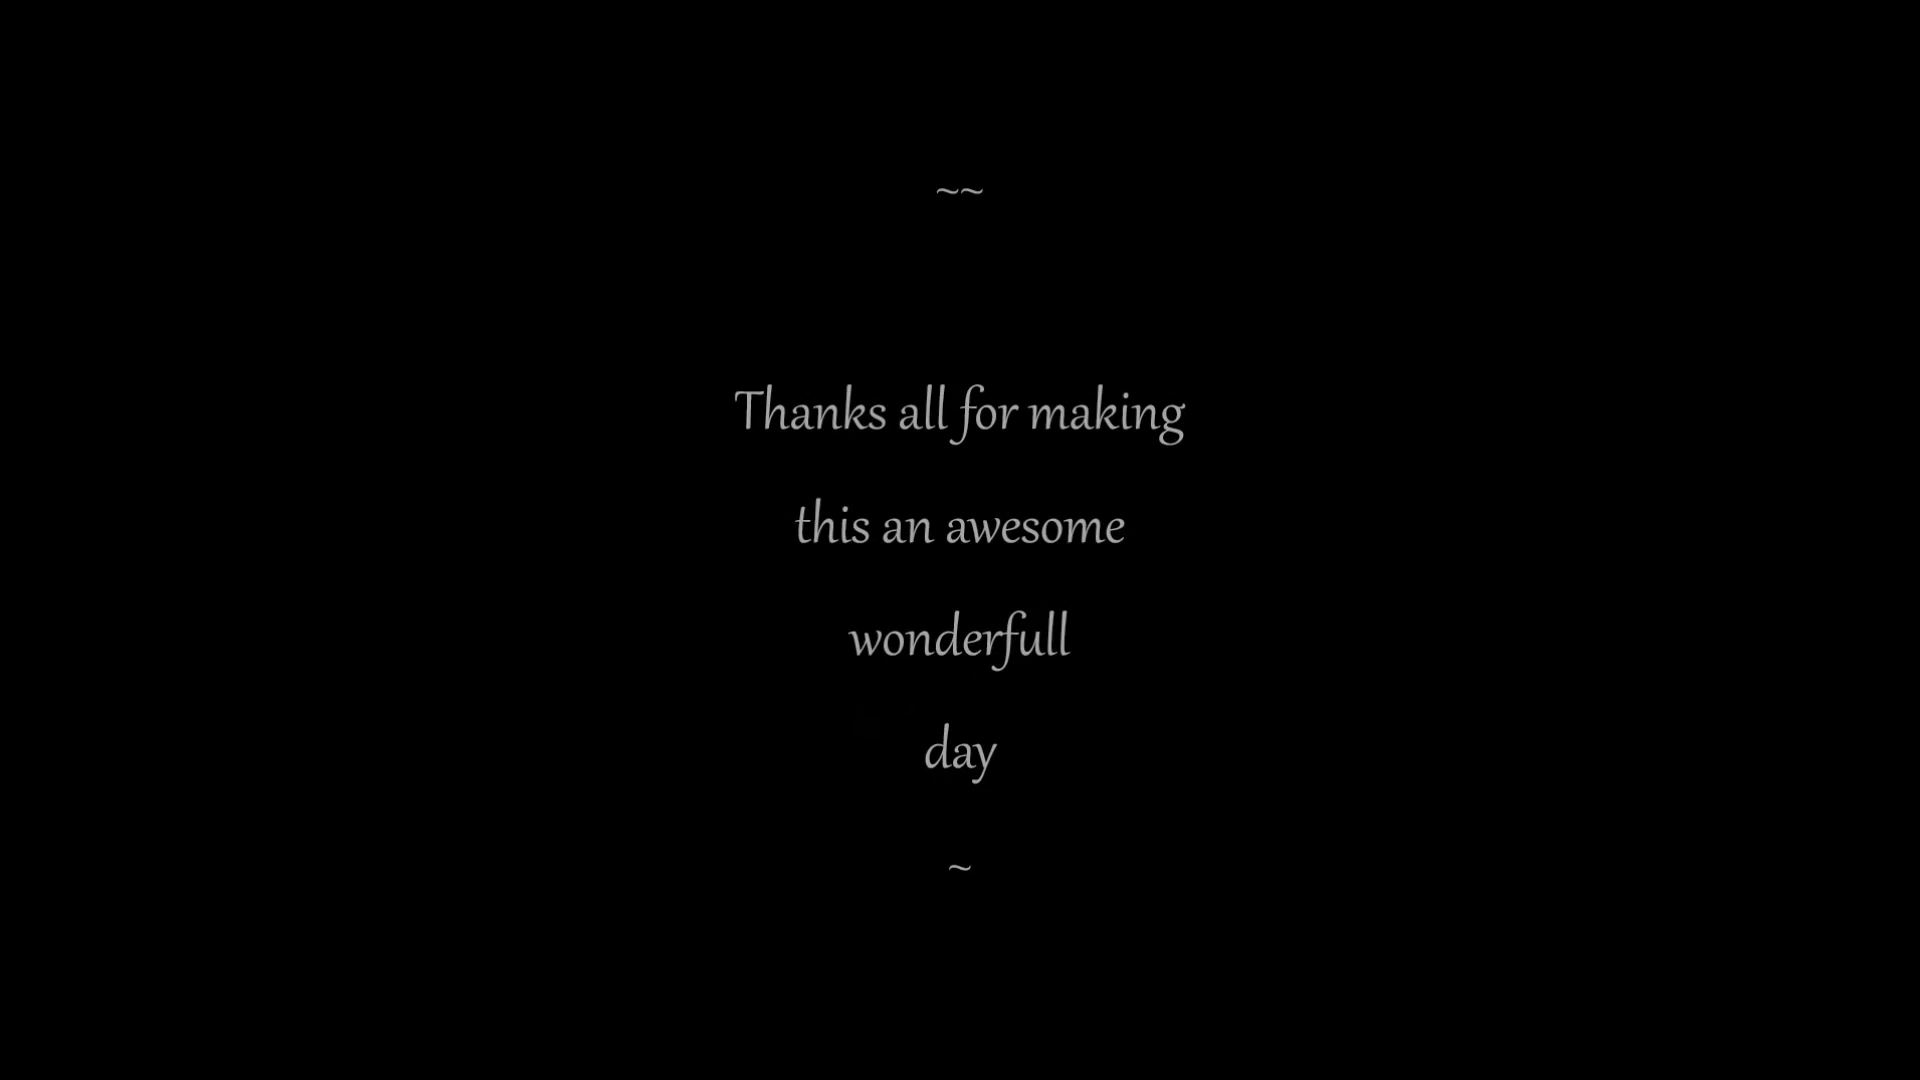 ~~
Thanks all for making
this an awesome
wonderfull
day
~